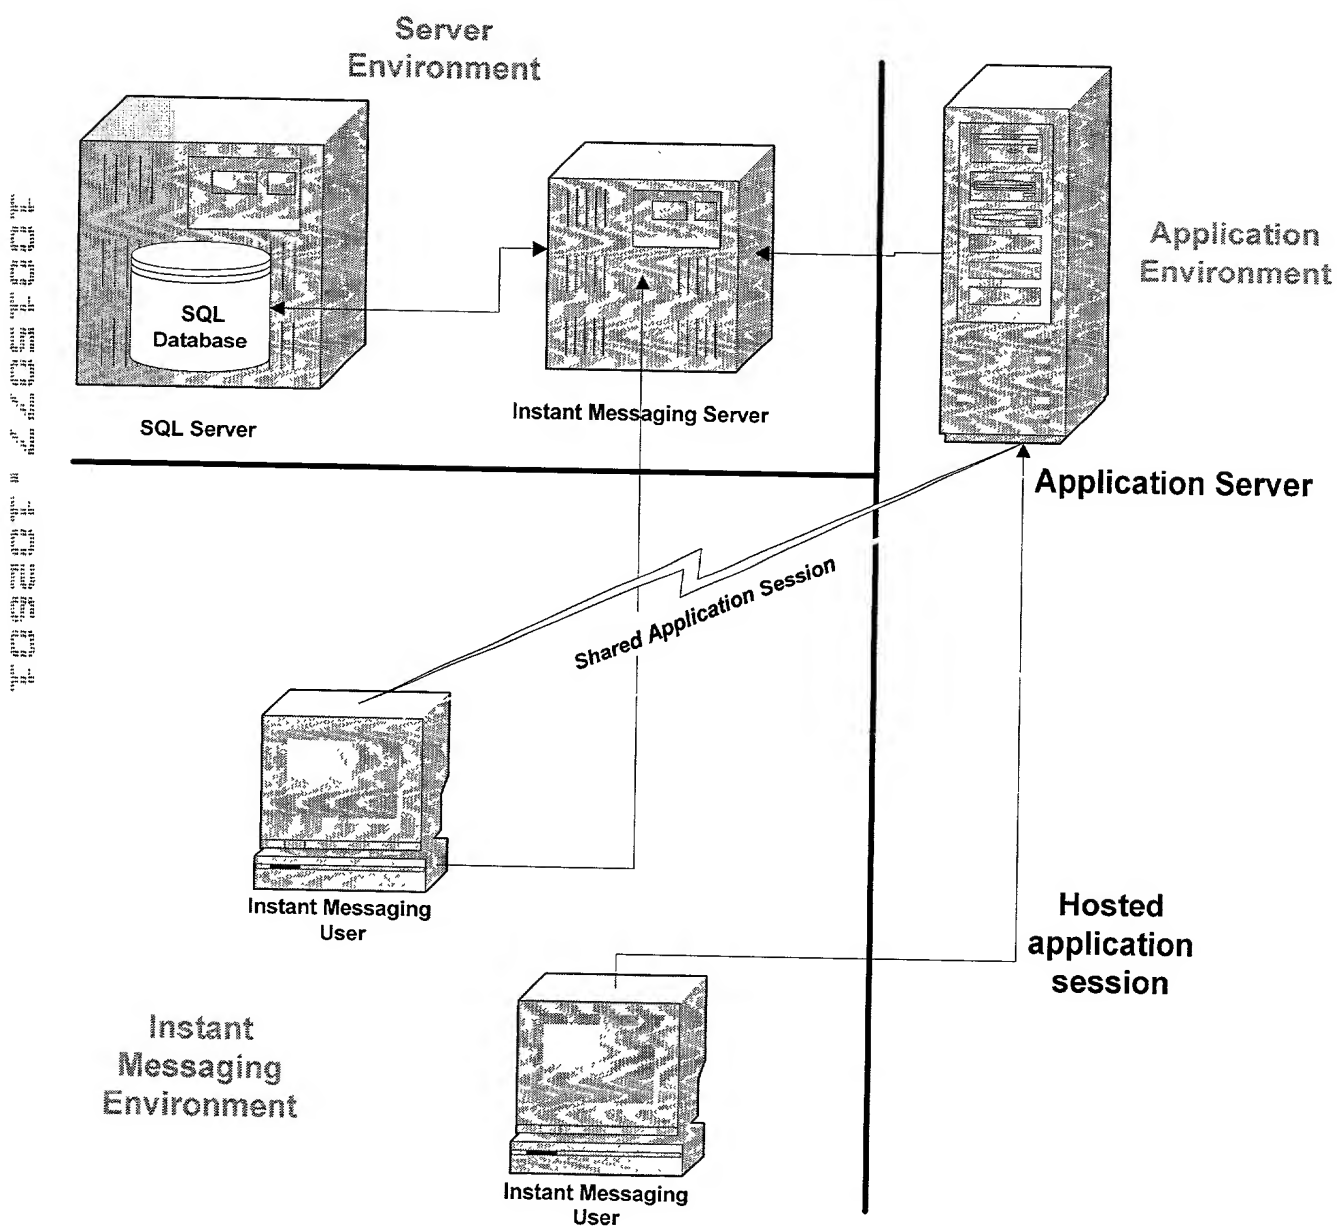 Server
Environment
Application
Environment
SQL
Database
SQL Server
Instant Messaging Server
Application Server
Shared Application Session
Instant Messaging
User
Hosted
application
session
Instant
Messaging
Environment
Instant Messaging
User